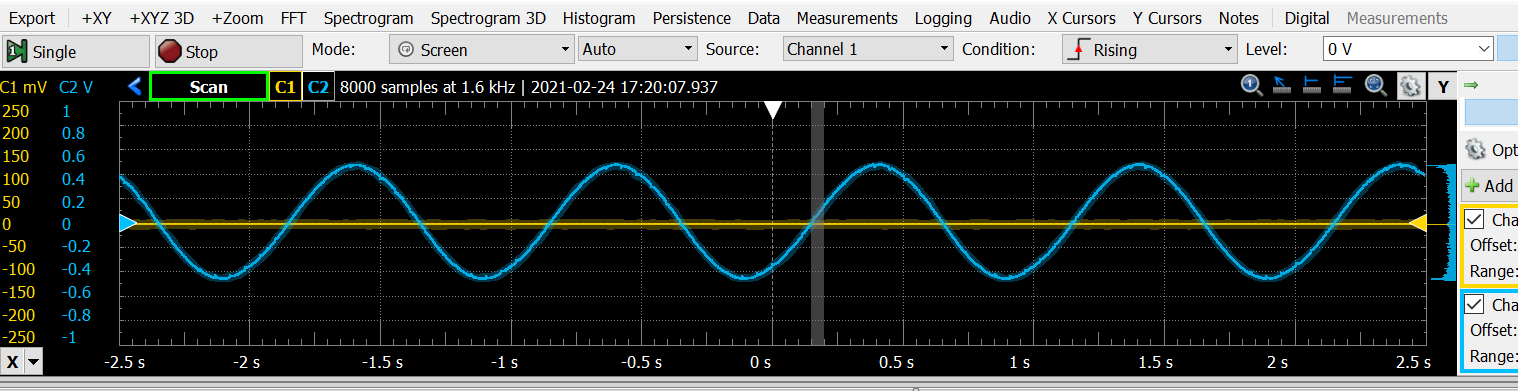 Export +XY +XYZ 3D +Zoom FFT Spectrogram Spectrogram 3D Histogram Persistence Data Measurements Logging Audio X Cursors Y Cursors Notes Digital Measurements
Single Stop Mode: Screen Auto Source: Channel 1 Condition: Rising Level: 0 V
C1 mV C2 V Scan C1 C2 8000 samples at 1.6 kHz | 2021-02-24 17:20:07.937 Y
250 1
200 0.8
150 0.6
100 0.4
50 0.2
0 0
-50 -0.2
-100 -0.4
-150 -0.6
-200 -0.8
-250 -1
X -2.5 s -2 s -1.5 s -1 s -0.5 s 0 s 0.5 s 1 s 1.5 s 2 s 2.5 s
Opt
Add
Cha
Offset:
Range:
Cha
Offset:
Range: